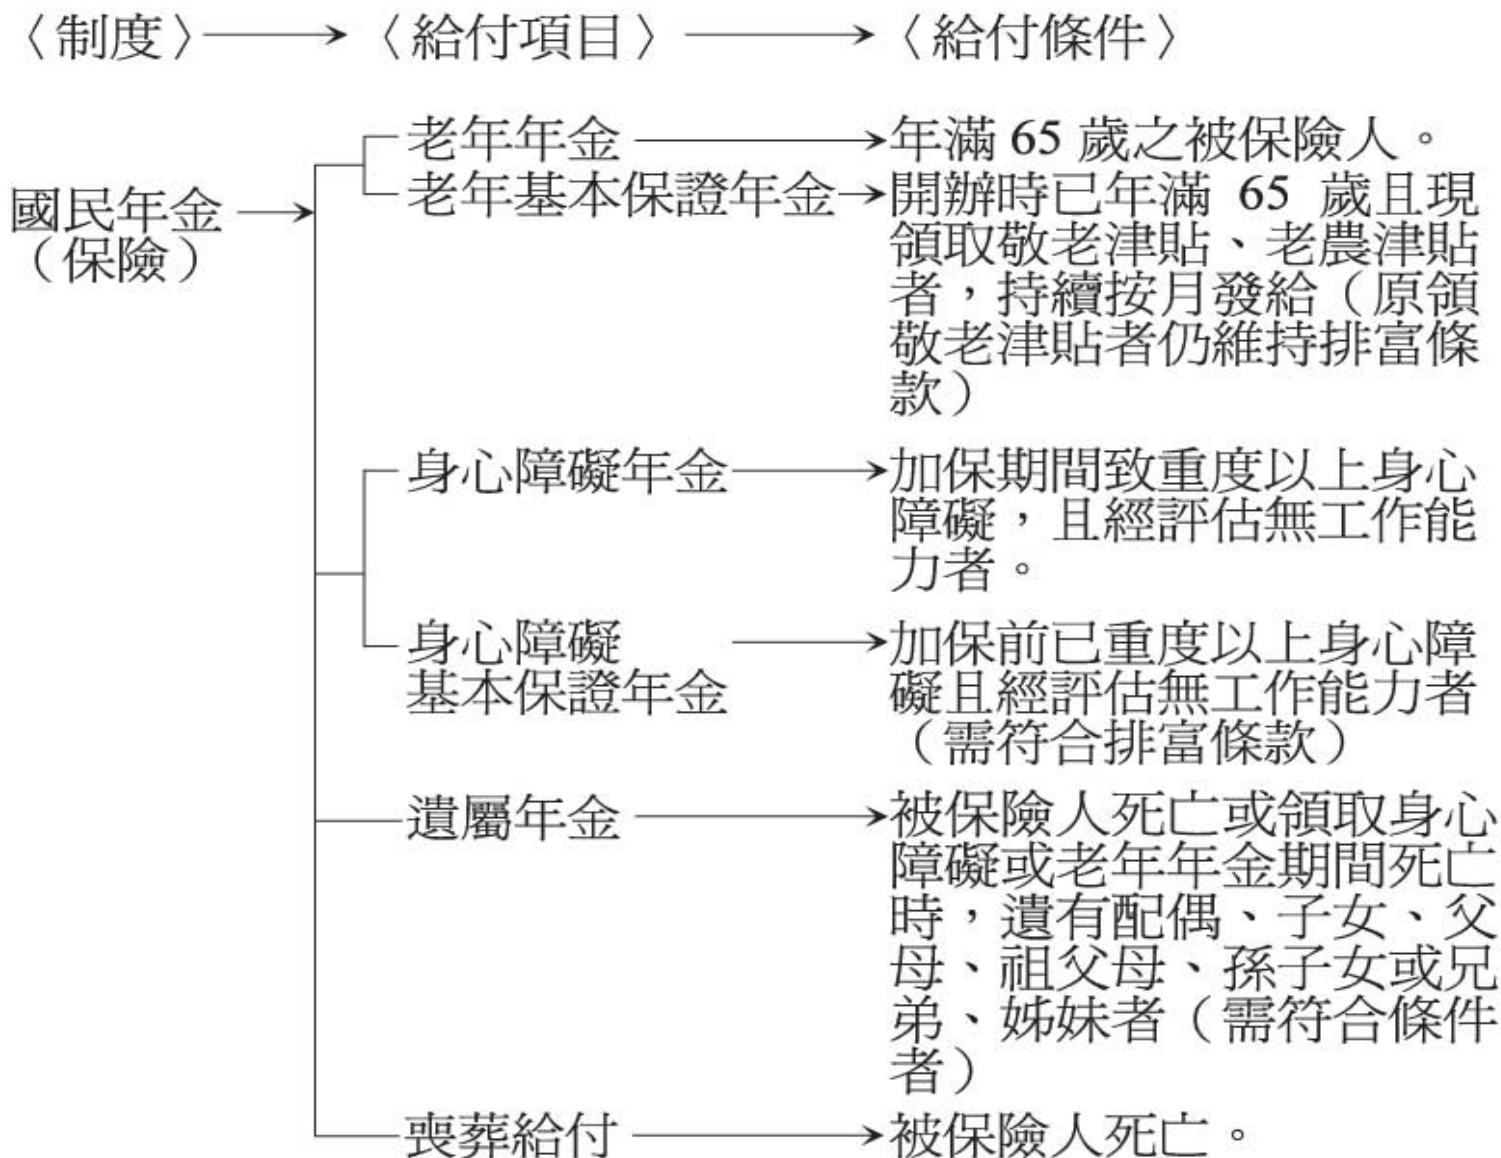 〈制度〉 〈給付項目〉 〈給付條件〉
國民年金
（保險）
老年年金
年滿 65 歲之被保險人。
老年基本保證年金
開辦時已年滿 65 歲且現
領取敬老津貼、老農津貼
者，持續按月發給（原領
敬老津貼者仍維持排富條
款）
身心障礙年金
加保期間致重度以上身心
障礙，且經評估無工作能
力者。
身心障礙
基本保證年金
加保前已重度以上身心障
礙且經評估無工作能力者
（需符合排富條款）
遺屬年金
被保險人死亡或領取身心
障礙或老年年金期間死亡
時，遺有配偶、子女、父
母、祖父母、孫子女或兄
弟、姊妹者（需符合條件
者）
喪葬給付
被保險人死亡。